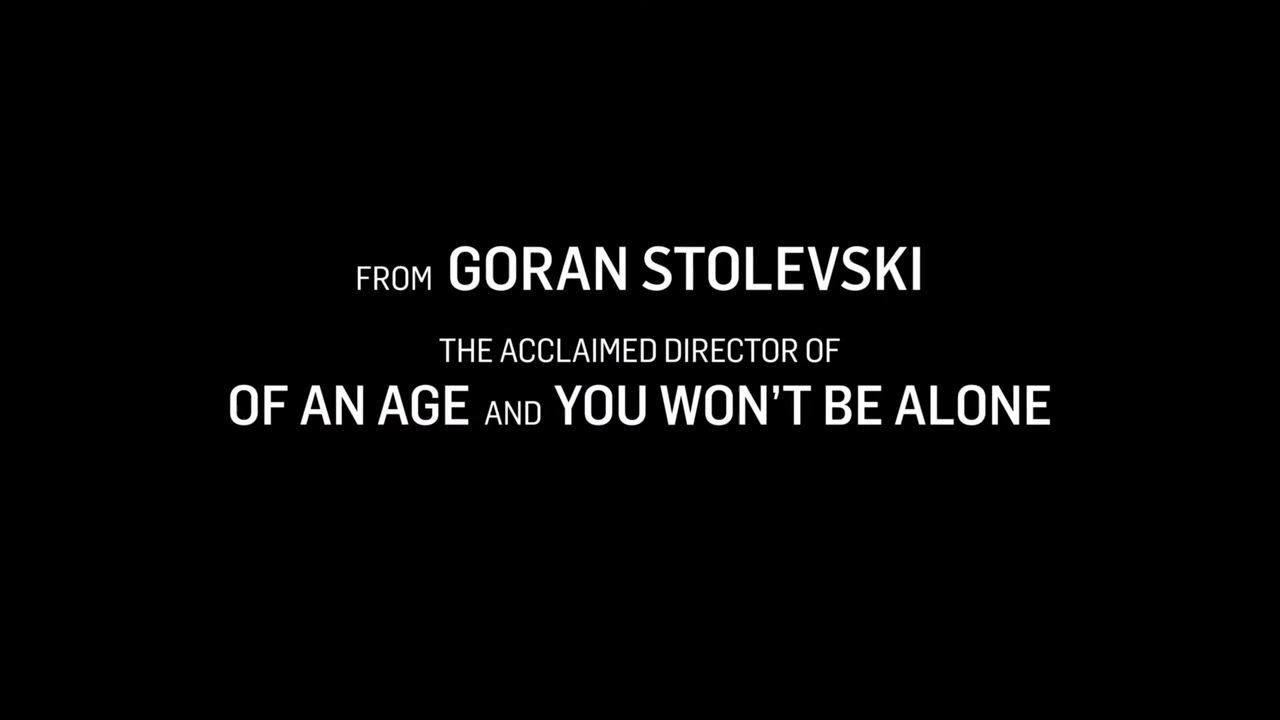 FROM GORAN STOLEVSKI
THE ACCLAIMED DIRECTOR OF
OF AN AGE AND YOU WON'T BE ALONE